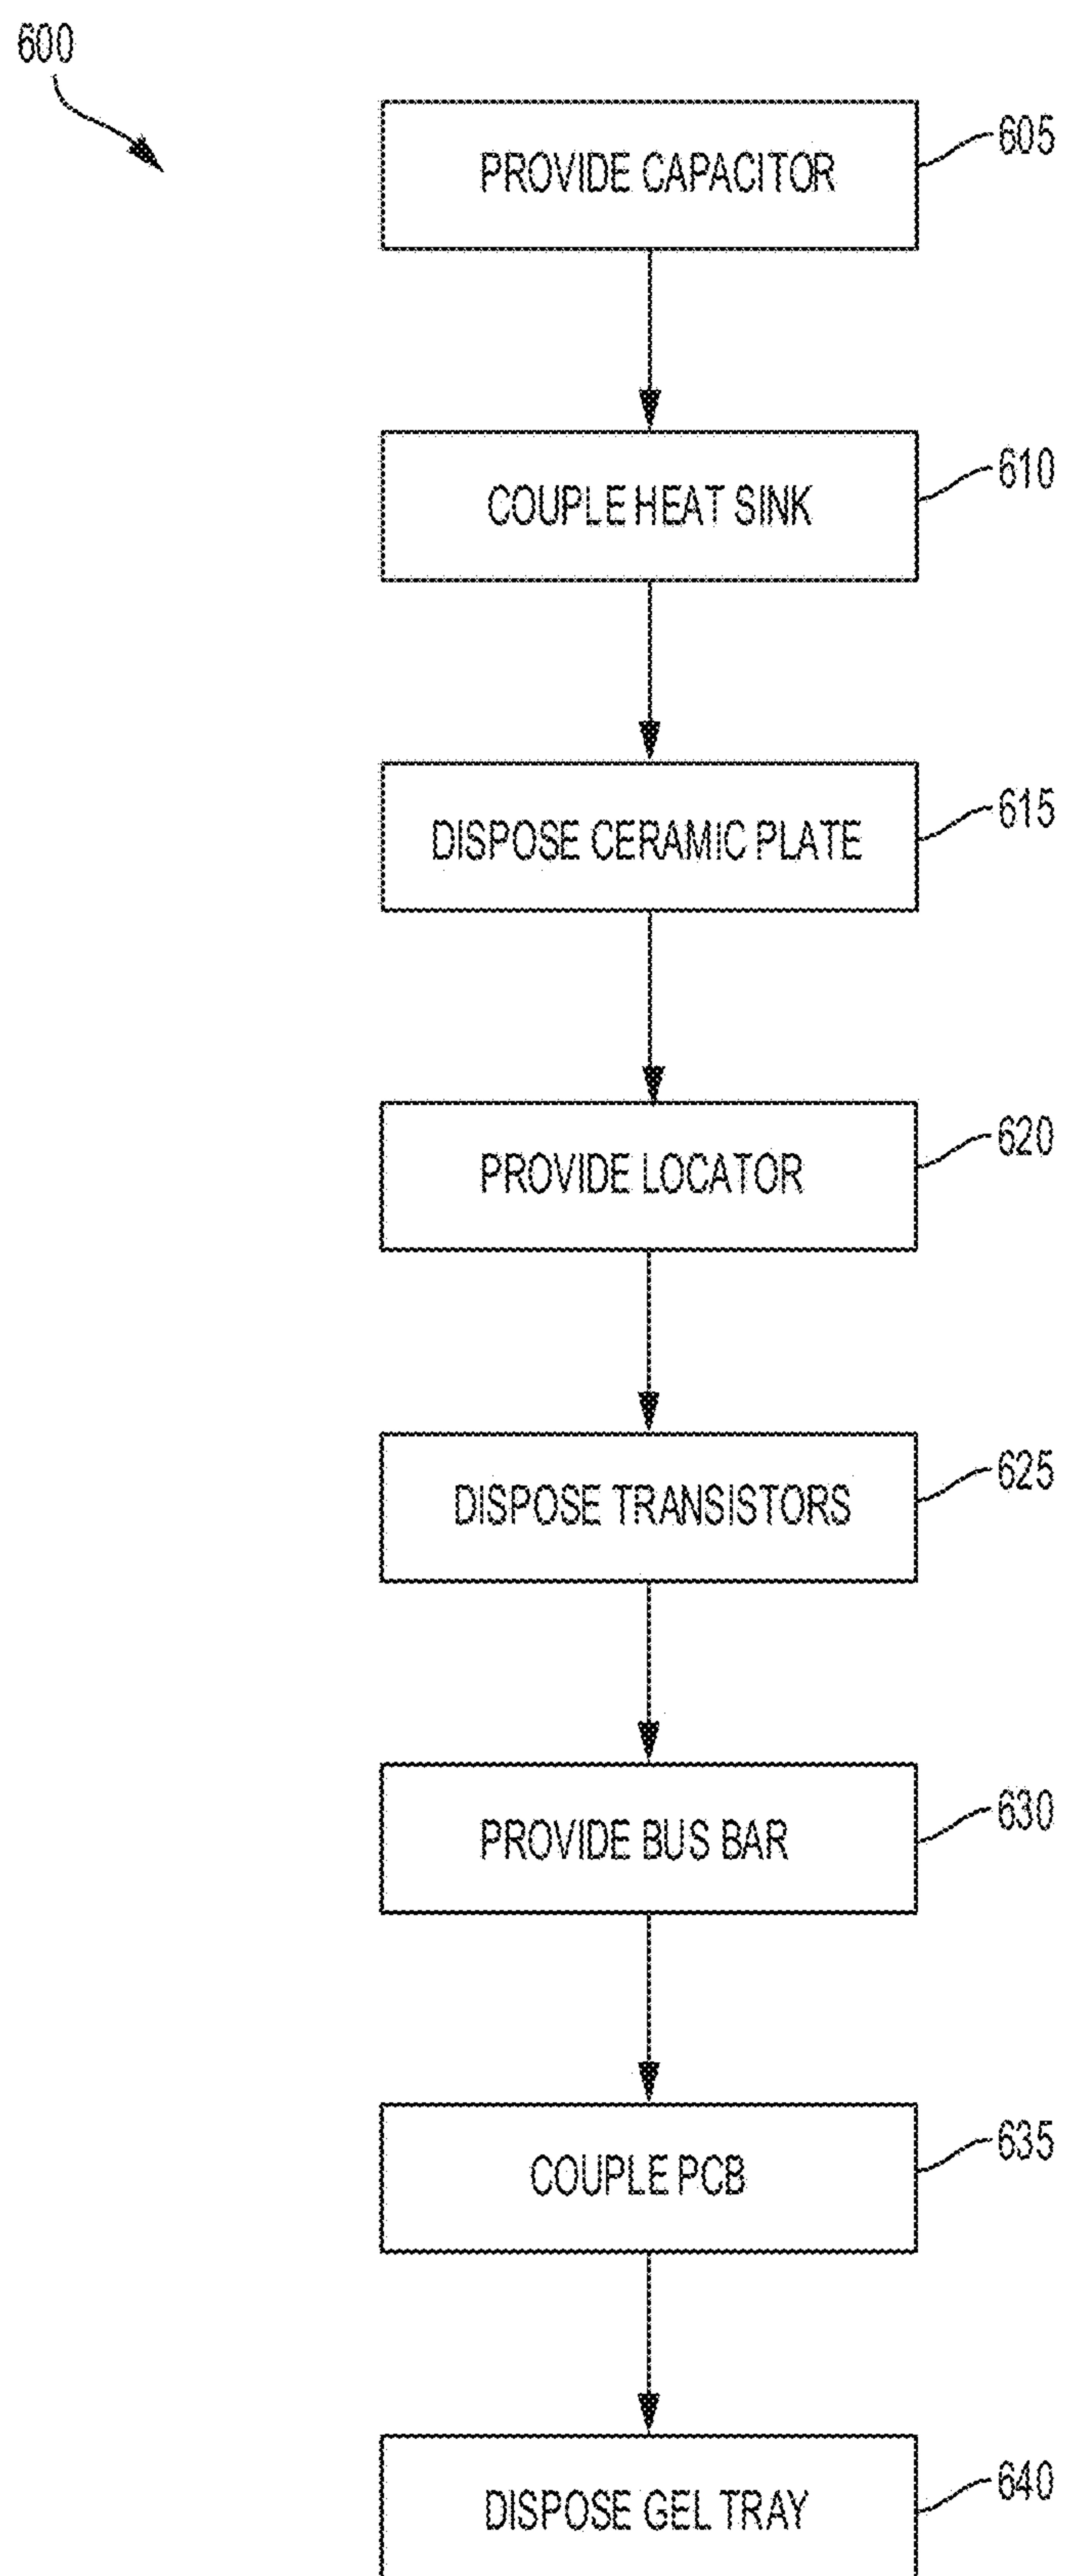 600
PROVIDE CAPACITOR
605
COUPLE HEAT SINK
610
DISPOSE CERAMIC PLATE
615
PROVIDE LOCATOR
620
DISPOSE TRANSISTORS
625
PROVIDE BUS BAR
630
COUPLE PCB
635
DISPOSE GEL TRAY
640